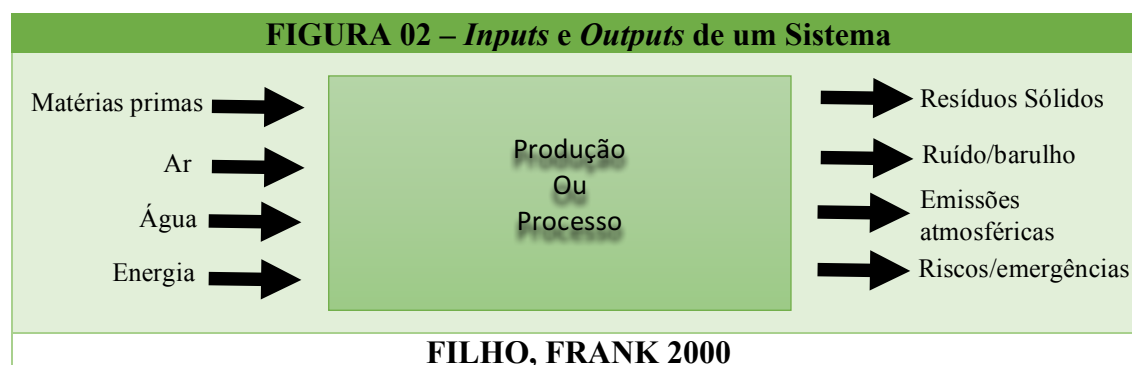 FIGURA 02 – Inputs e Outputs de um Sistema
Matérias primas
Ar
Água
Energia
Produção
Ou
Processo
Resíduos Sólidos
Ruído/barulho
Emissões
atmosféricas
Riscos/emergências
FILHO, FRANK 2000